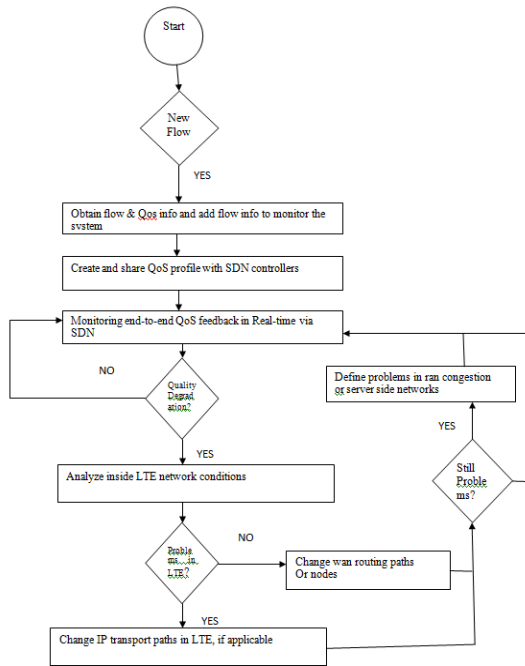 Start
New
Flow
YES
Obtain flow & Qos info and add flow info to monitor the
system
Create and share QoS profile with SDN controllers
Monitoring end-to-end QoS feedback in Real-time via
SDN
NO
Quality
Degrad
ation?
YES
Analyze inside LTE network conditions
Proble
ms in
LTE?
NO
Change wan routing paths
Or nodes
YES
Change IP transport paths in LTE, if applicable
Still
Proble
ms?
YES
Define problems in ran congestion
or server side networks